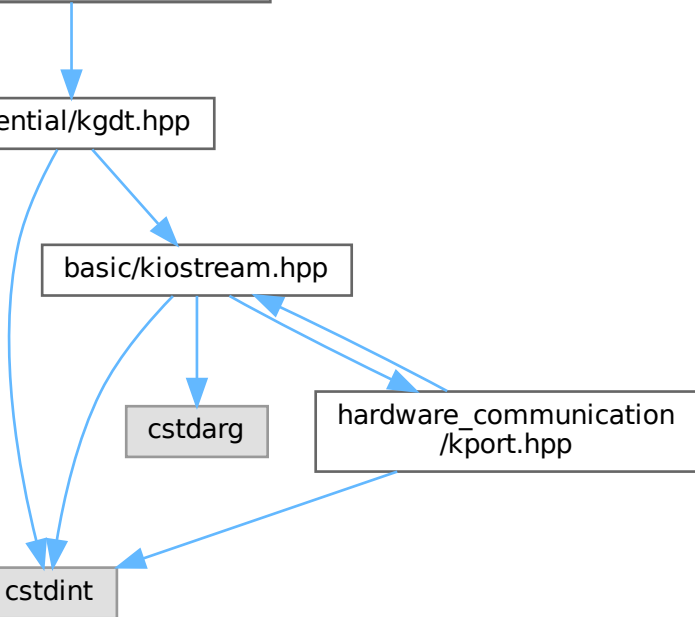 ential/kgdt.hpp
basic/kiostream.hpp
hardware_communication
/kport.hpp
cstdarg
cstdint